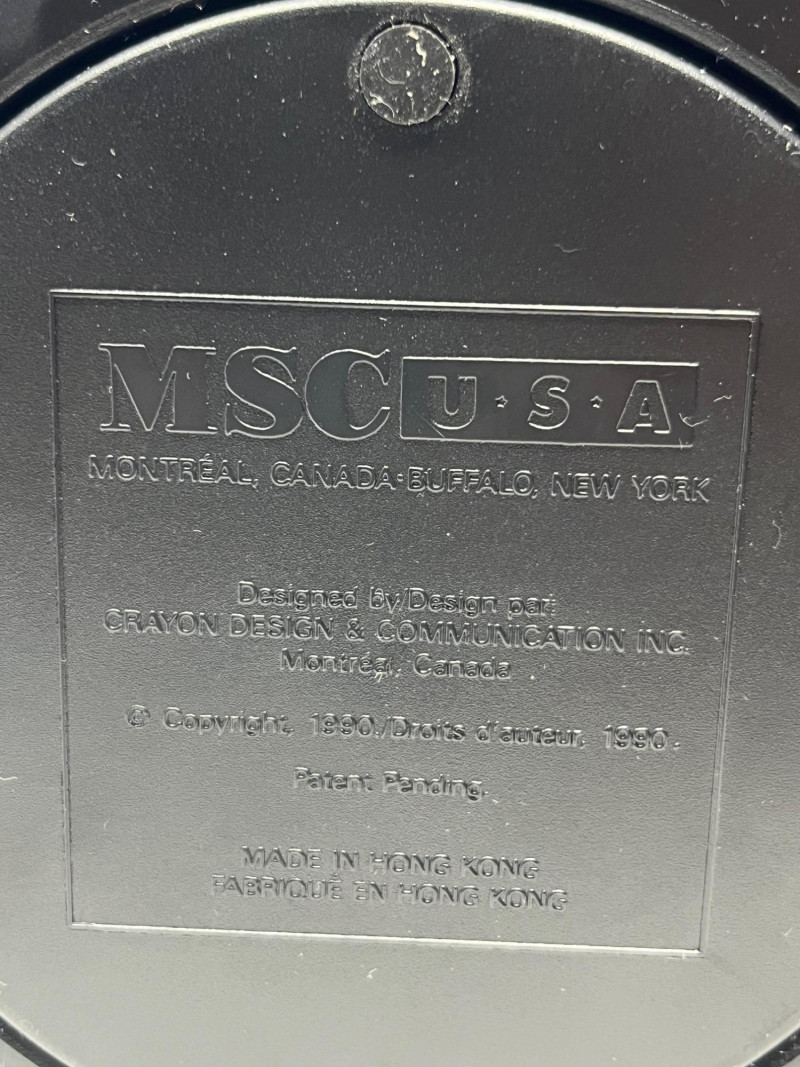 MSC U·S·A
MONTRÉAL, CANADA·BUFFALO, NEW YORK
Designed By/Design par:
CRAYON DESIGN & COMMUNICATION INC.
Montréal, Canada
© Copyright, 1990./Droits d'auteur, 1990.
Patent Pending.
MADE IN HONG KONG
FABRIQUÉ EN HONG KONG